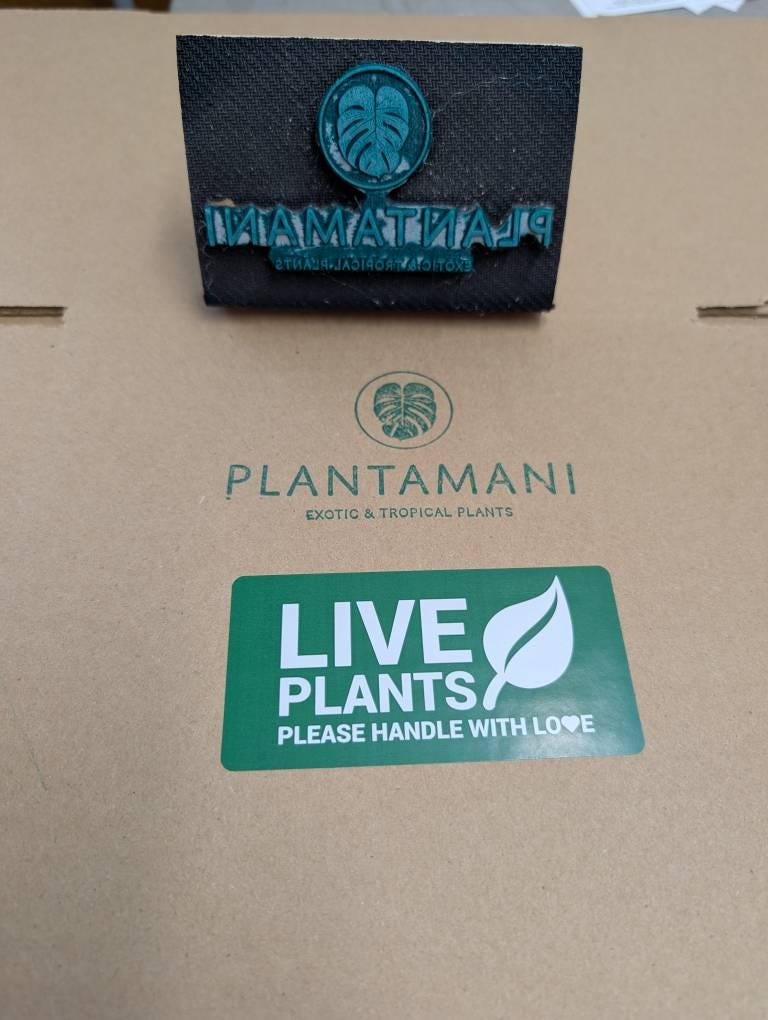 PLANTAMANI
EXOTIC & TROPICAL PLANTS
PLANTAMANI
EXOTIC & TROPICAL PLANTS
LIVE
PLANTS
PLEASE HANDLE WITH LO♥E